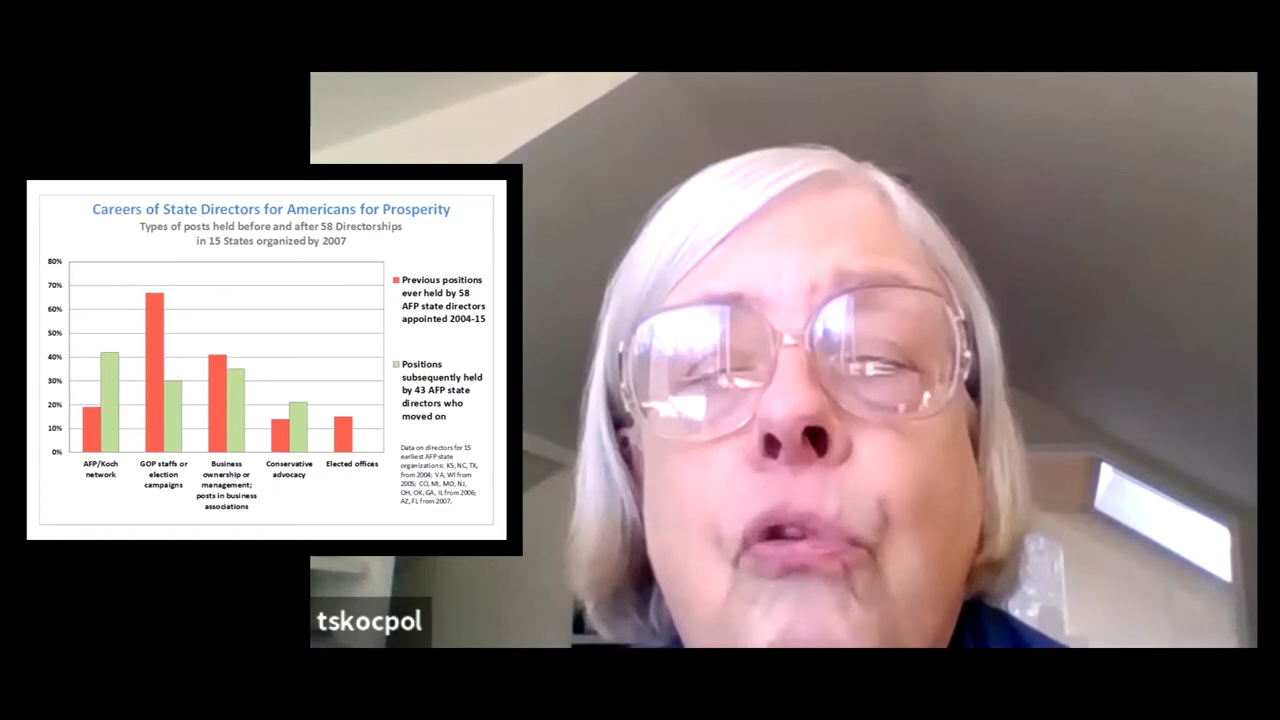 Careers of State Directors for Americans for Prosperity
Types of posts held before and after 58 Directorships
in 15 States organized by 2007
80%
70%
60%
50%
40%
30%
20%
10%
0%
AFP/Koch
network
GOP staffs or
election
campaigns
Business
ownership or
management;
posts in business
associations
Conservative
advocacy
Elected offices
Previous positions
ever held by 58
AFP state directors
appointed 2004-15
Positions
subsequently held
by 43 AFP state
directors who
moved on
Data on directors for 15
earliest AFP state
organizations: KS, NC, TX,
from 2004; VA, WI from
2005; CO, MI, MO, NJ,
OH, OK, GA, IL from 2006;
AZ, FL from 2007.
tskocpol